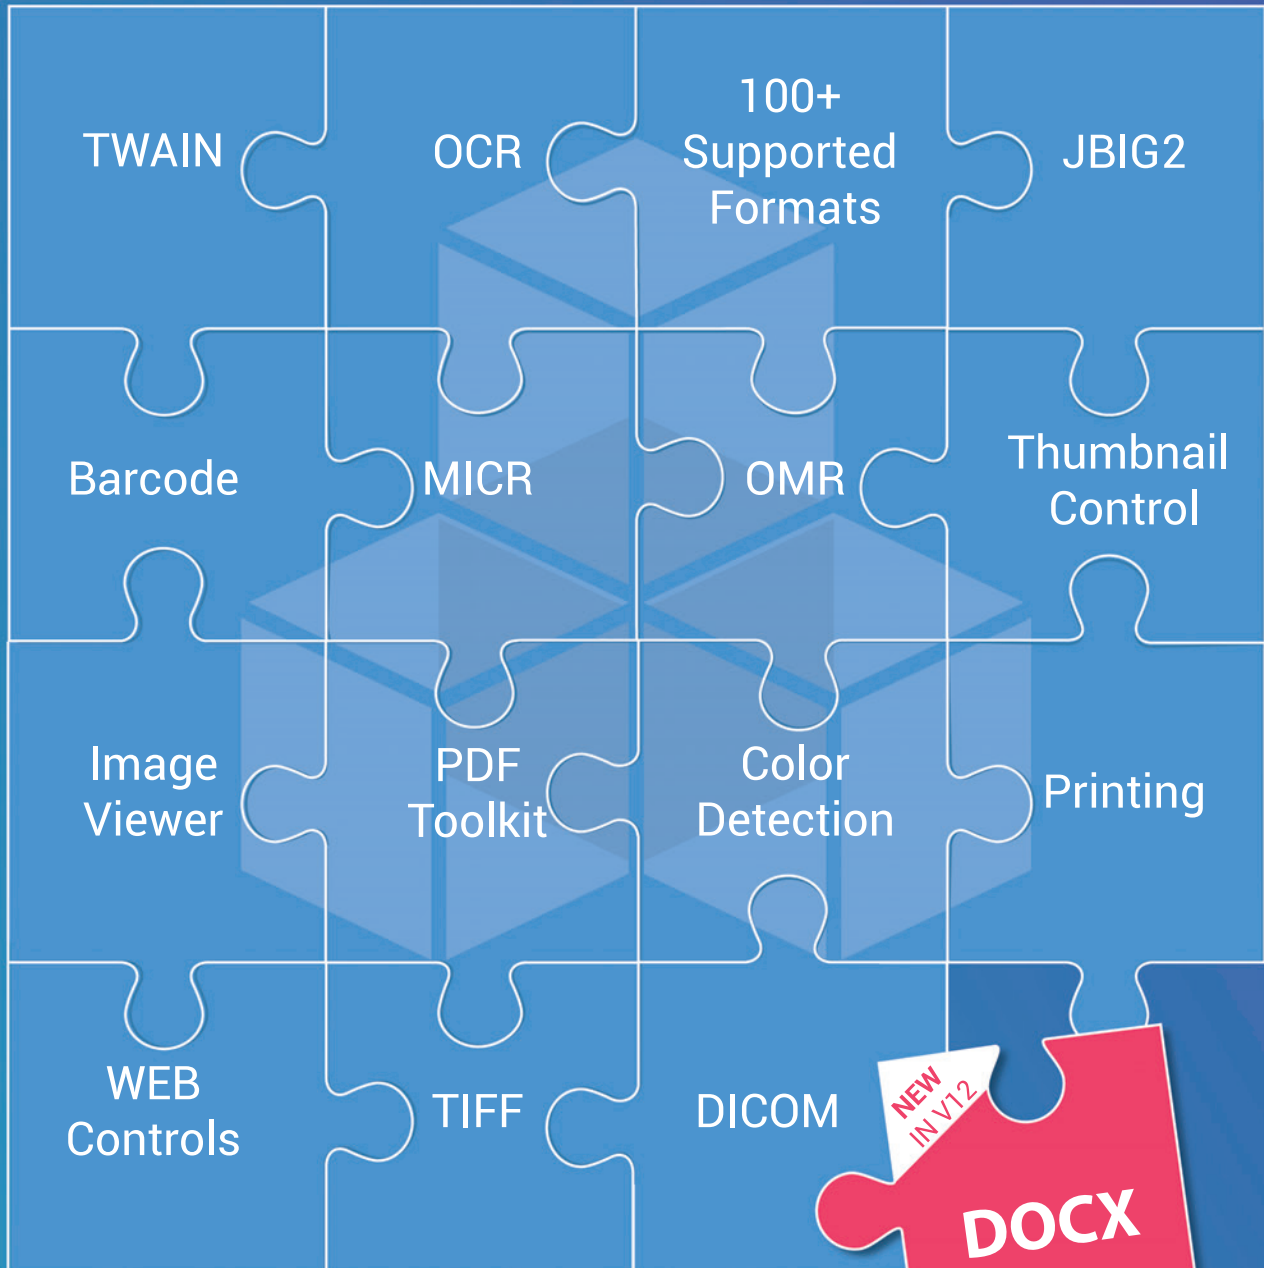 TWAIN
OCR
100+
Supported
Formats
JBIG2
Barcode
MICR
OMR
Thumbnail
Control
Image
Viewer
PDF
Toolkit
Color
Detection
Printing
WEB
Controls
TIFF
DICOM
NEW
IN V12
DOCX